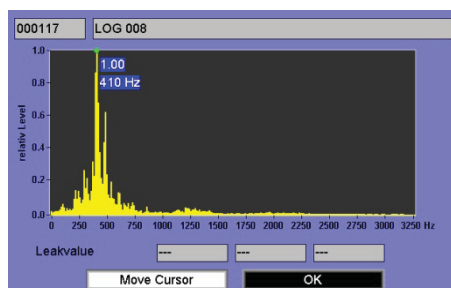 000117 LOG 008
1.0
1.00
410 Hz
0.8
0.6
relativ Level
0.4
0.2
0.0
0 250 500 750 1000 1250 1500 1750 2000 2250 2500 2750 3000 3250 Hz
Leakvalue --- --- ---
Move Cursor OK